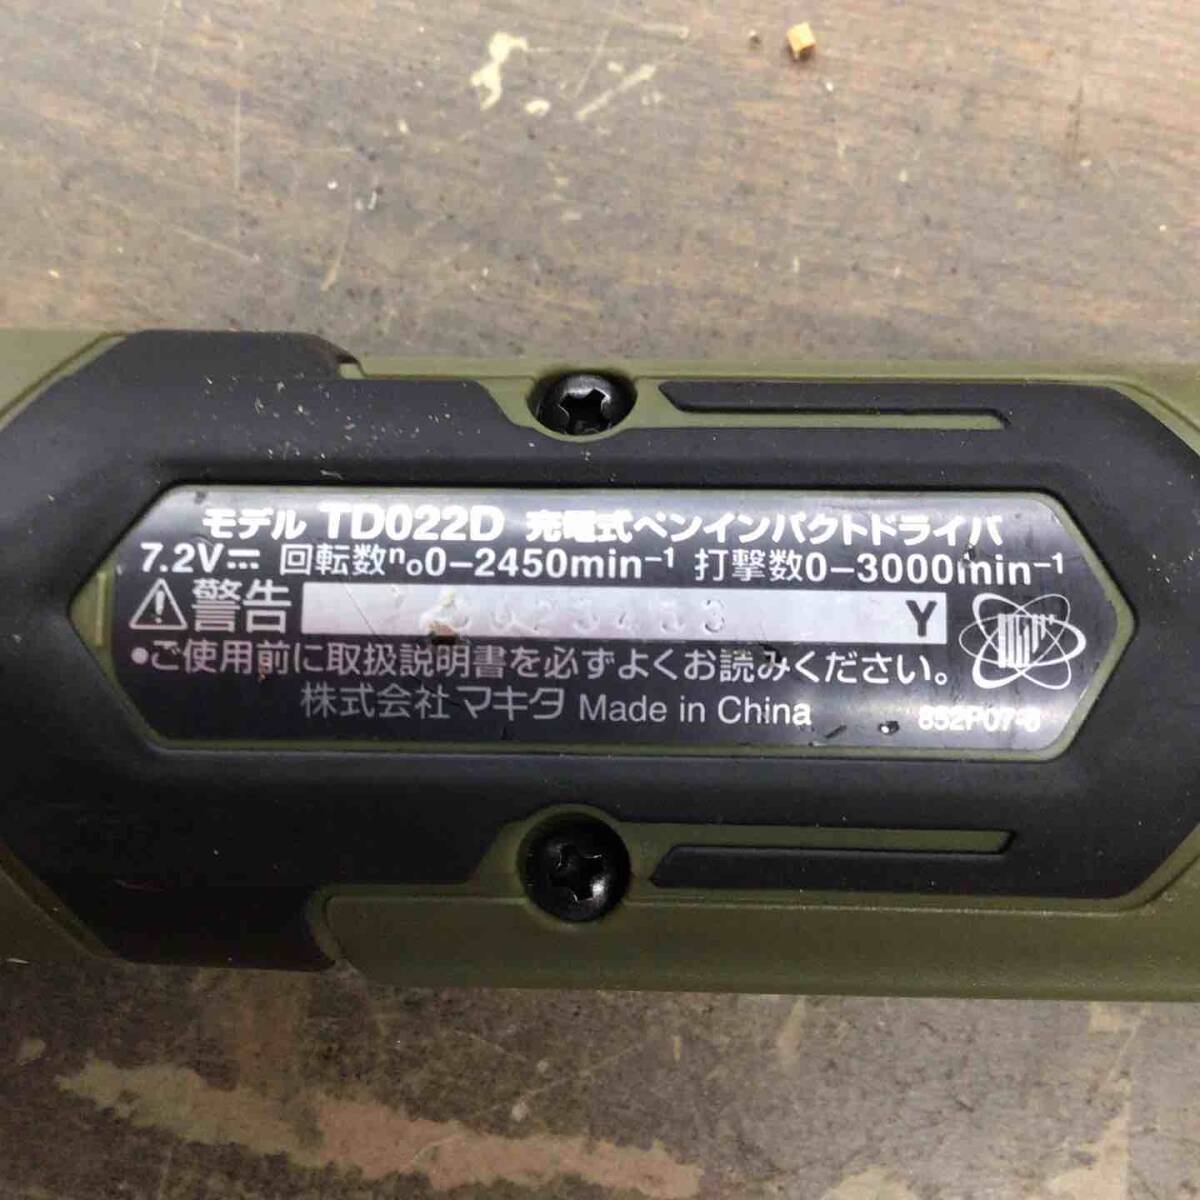 モデル TD022D 充電式ペンインパクトドライバ
7.2V⎓ 回転数n₀0-2450min⁻¹ 打撃数0-3000min⁻¹
⚠警告 Y
●ご使用前に取扱説明書を必ずよくお読みください。
株式会社マキタ Made in China 852P07-6